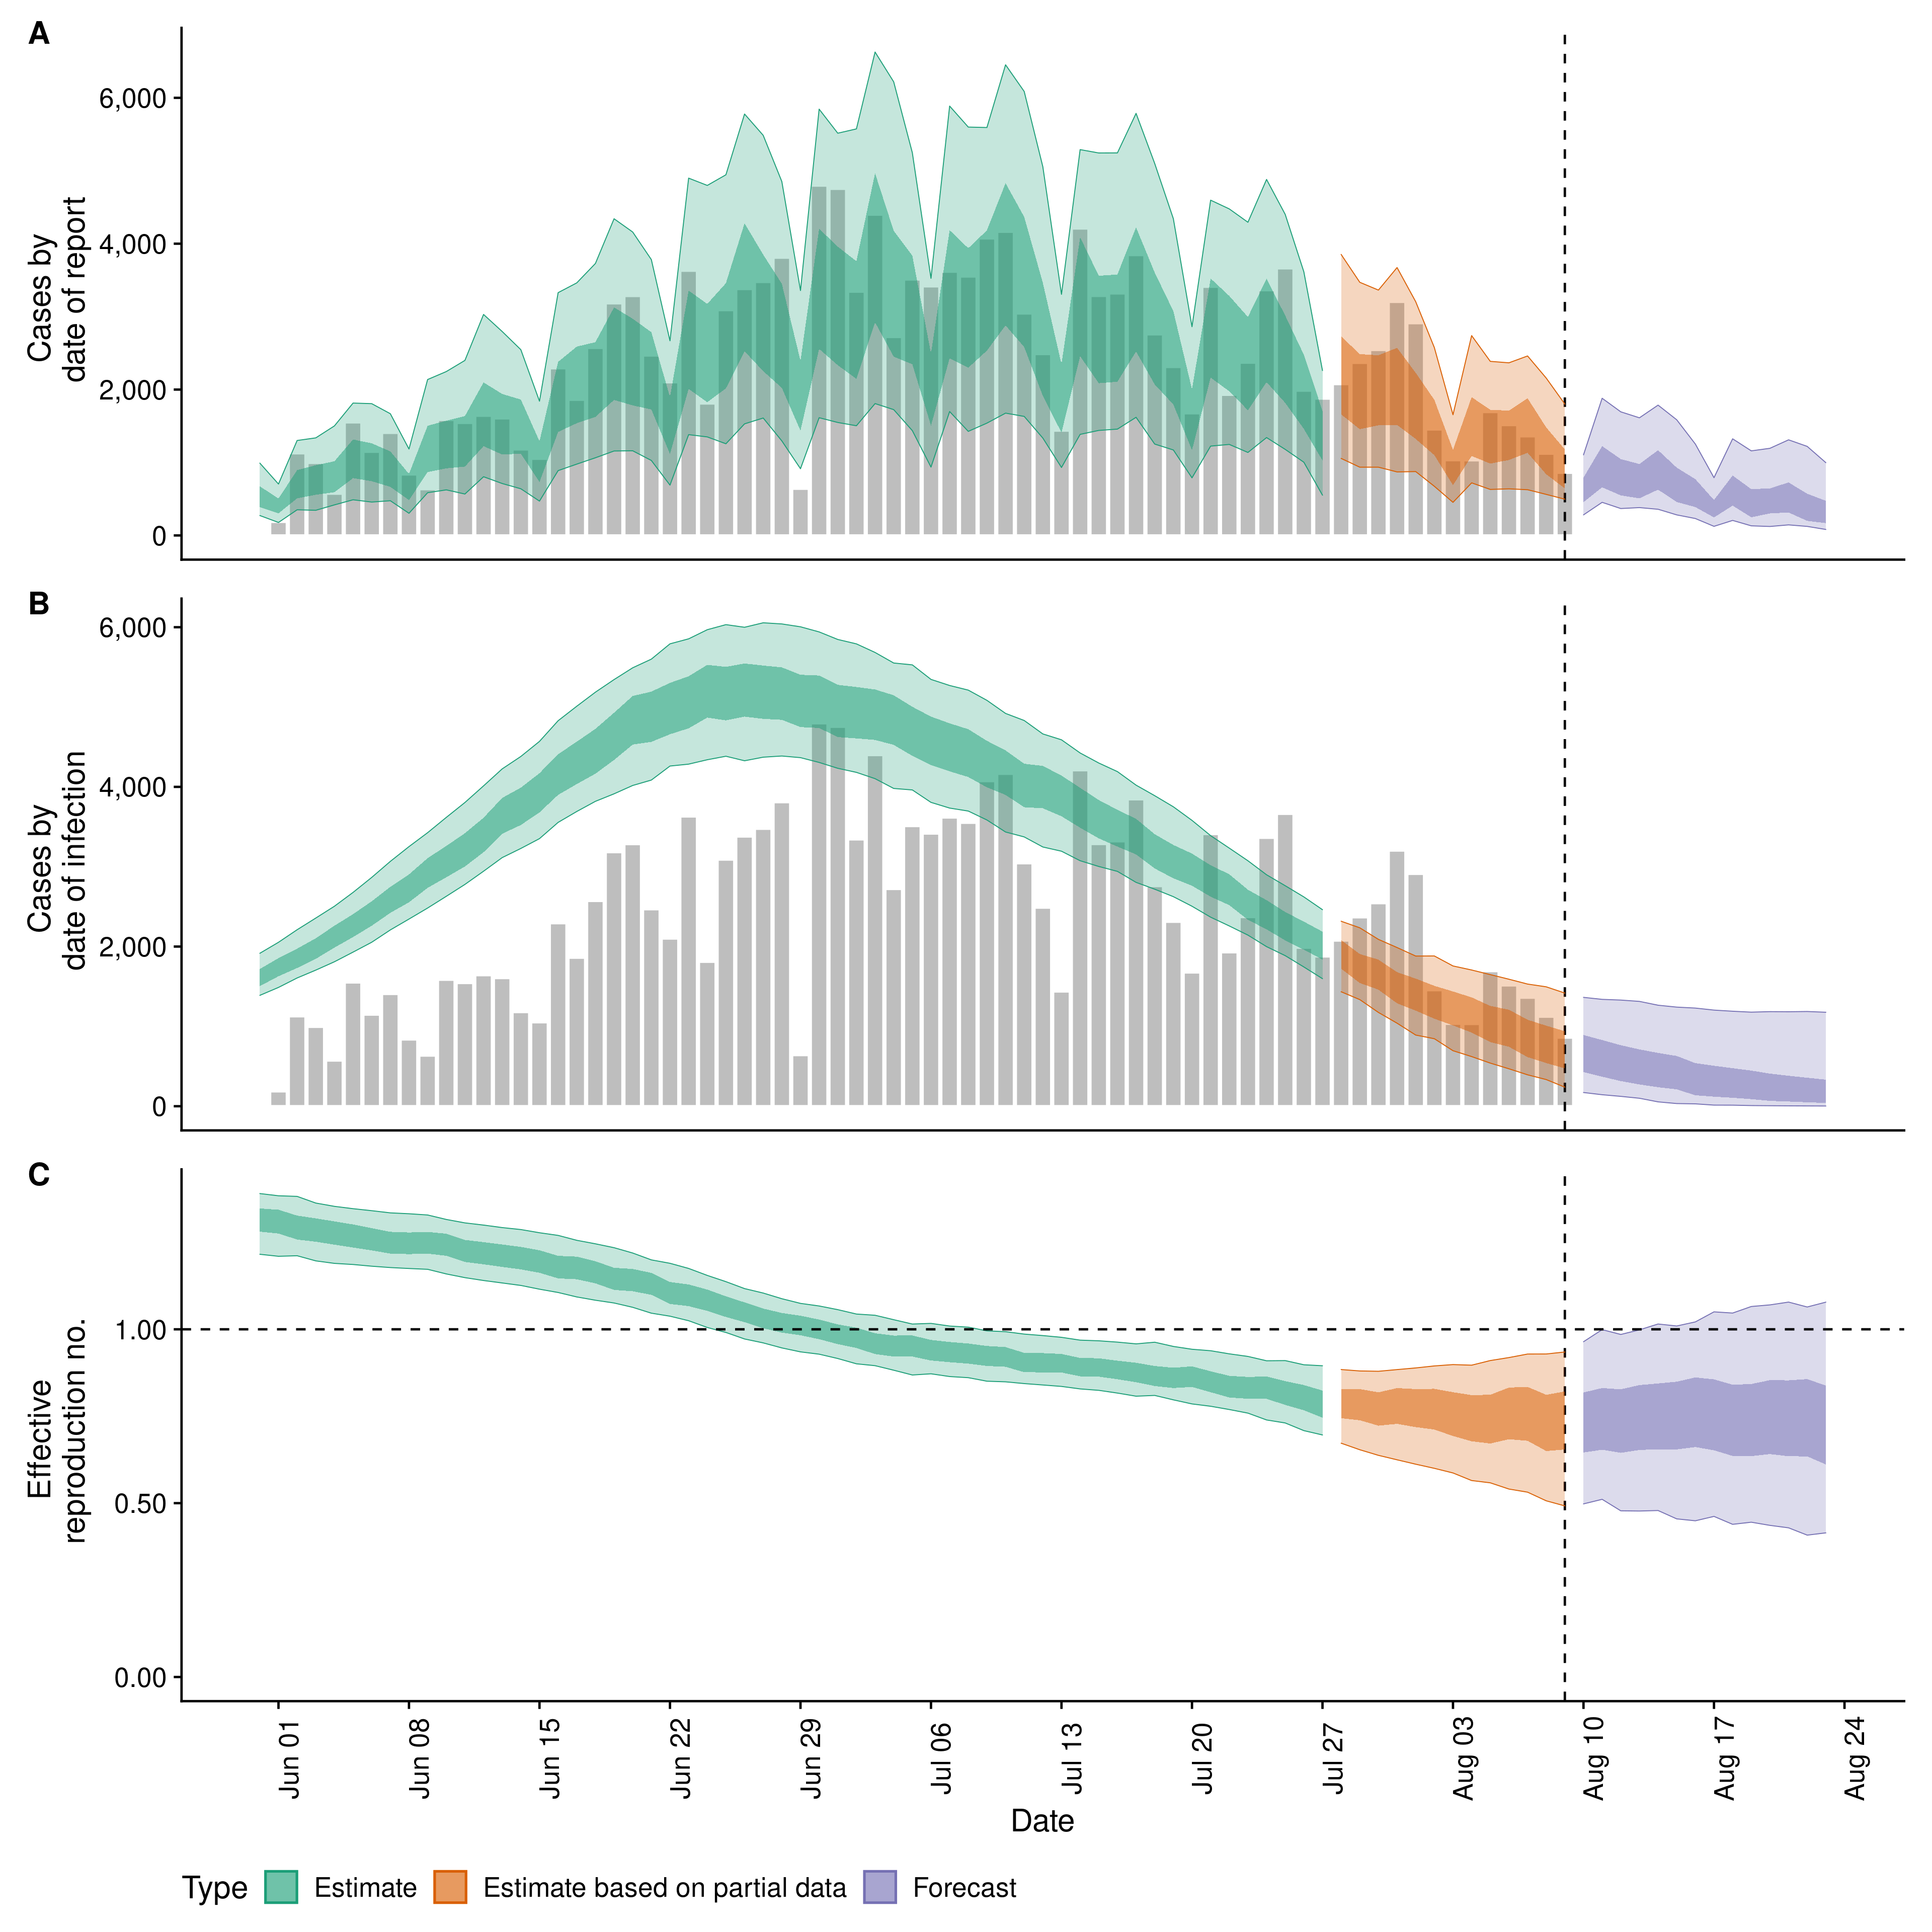 A
Cases by
date of report
6,000
4,000
2,000
0
B
Cases by
date of infection
6,000
4,000
2,000
0
C
Effective
reproduction no.
1.00
0.50
0.00
Jun 01
Jun 08
Jun 15
Jun 22
Jun 29
Jul 06
Jul 13
Jul 20
Jul 27
Aug 03
Aug 10
Aug 17
Aug 24
Date
Type Estimate Estimate based on partial data Forecast